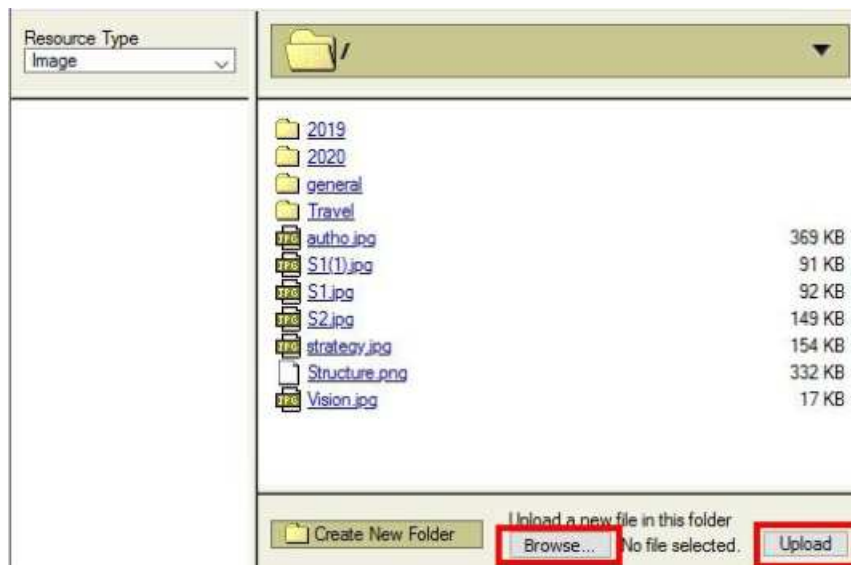 Resource Type
Image
/
2019
2020
general
Travel
autho.jpg 369 KB
S1(1).jpg 91 KB
S1.jpg 92 KB
S2.jpg 149 KB
strategy.jpg 154 KB
Structure.png 332 KB
Vision.jpg 17 KB
Create New Folder
Upload a new file in this folder
Browse... No file selected. Upload